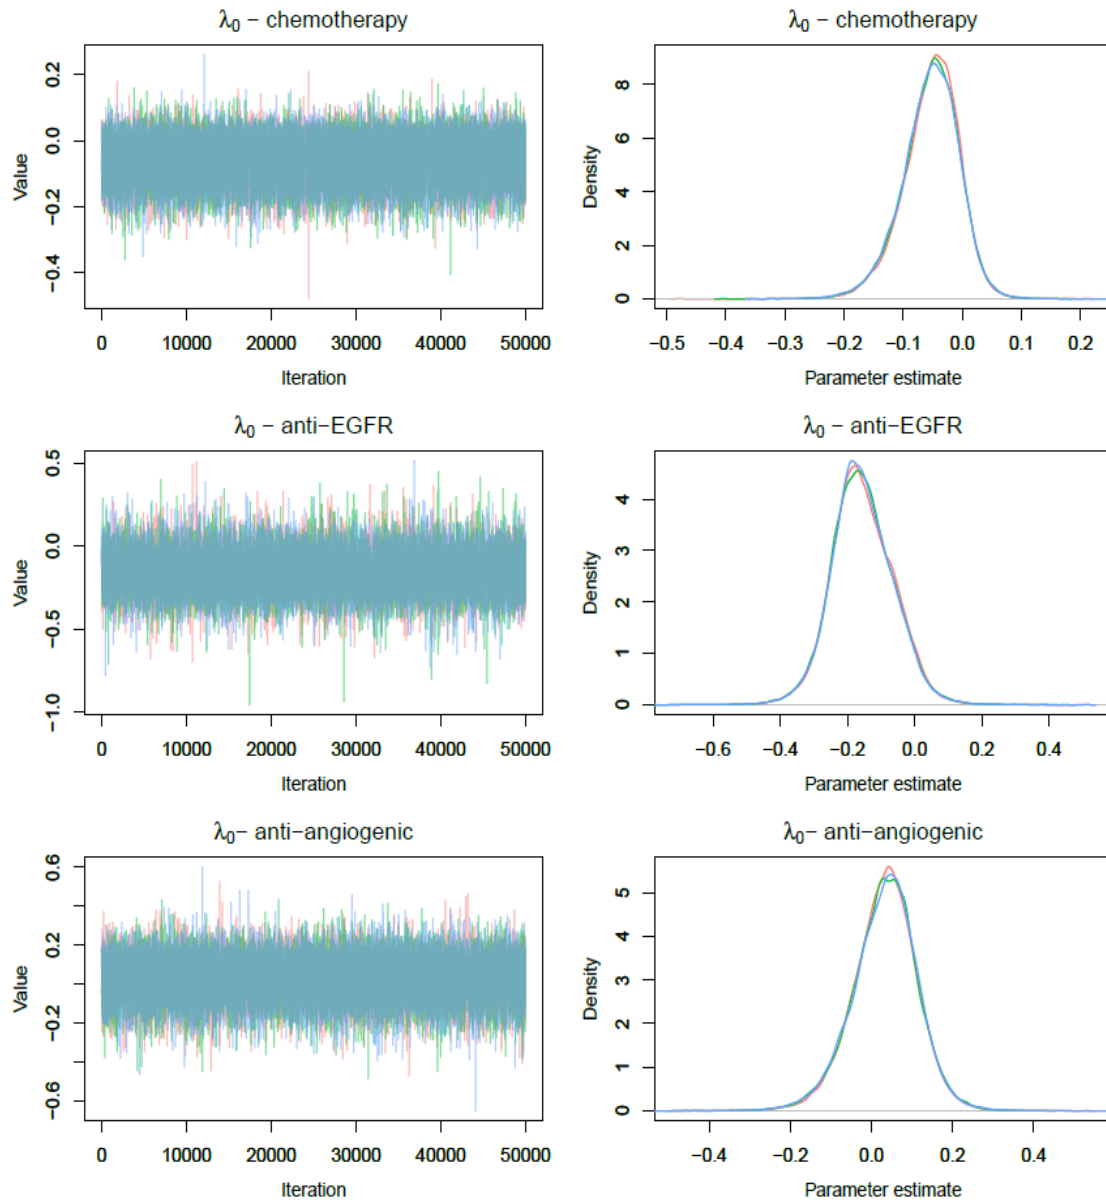 λ₀ − chemotherapy
Value
0.2
0.0
−0.2
−0.4
0 10000 20000 30000 40000 50000
Iteration
λ₀ − chemotherapy
Density
8
6
4
2
0
−0.5 −0.4 −0.3 −0.2 −0.1 0.0 0.1 0.2
Parameter estimate
λ₀ − anti−EGFR
Value
0.5
0.0
−0.5
−1.0
0 10000 20000 30000 40000 50000
Iteration
λ₀ − anti−EGFR
Density
4
3
2
1
0
−0.6 −0.4 −0.2 0.0 0.2 0.4
Parameter estimate
λ₀− anti−angiogenic
Value
0.6
0.2
−0.2
−0.6
0 10000 20000 30000 40000 50000
Iteration
λ₀− anti−angiogenic
Density
5
4
3
2
1
0
−0.4 −0.2 0.0 0.2 0.4
Parameter estimate